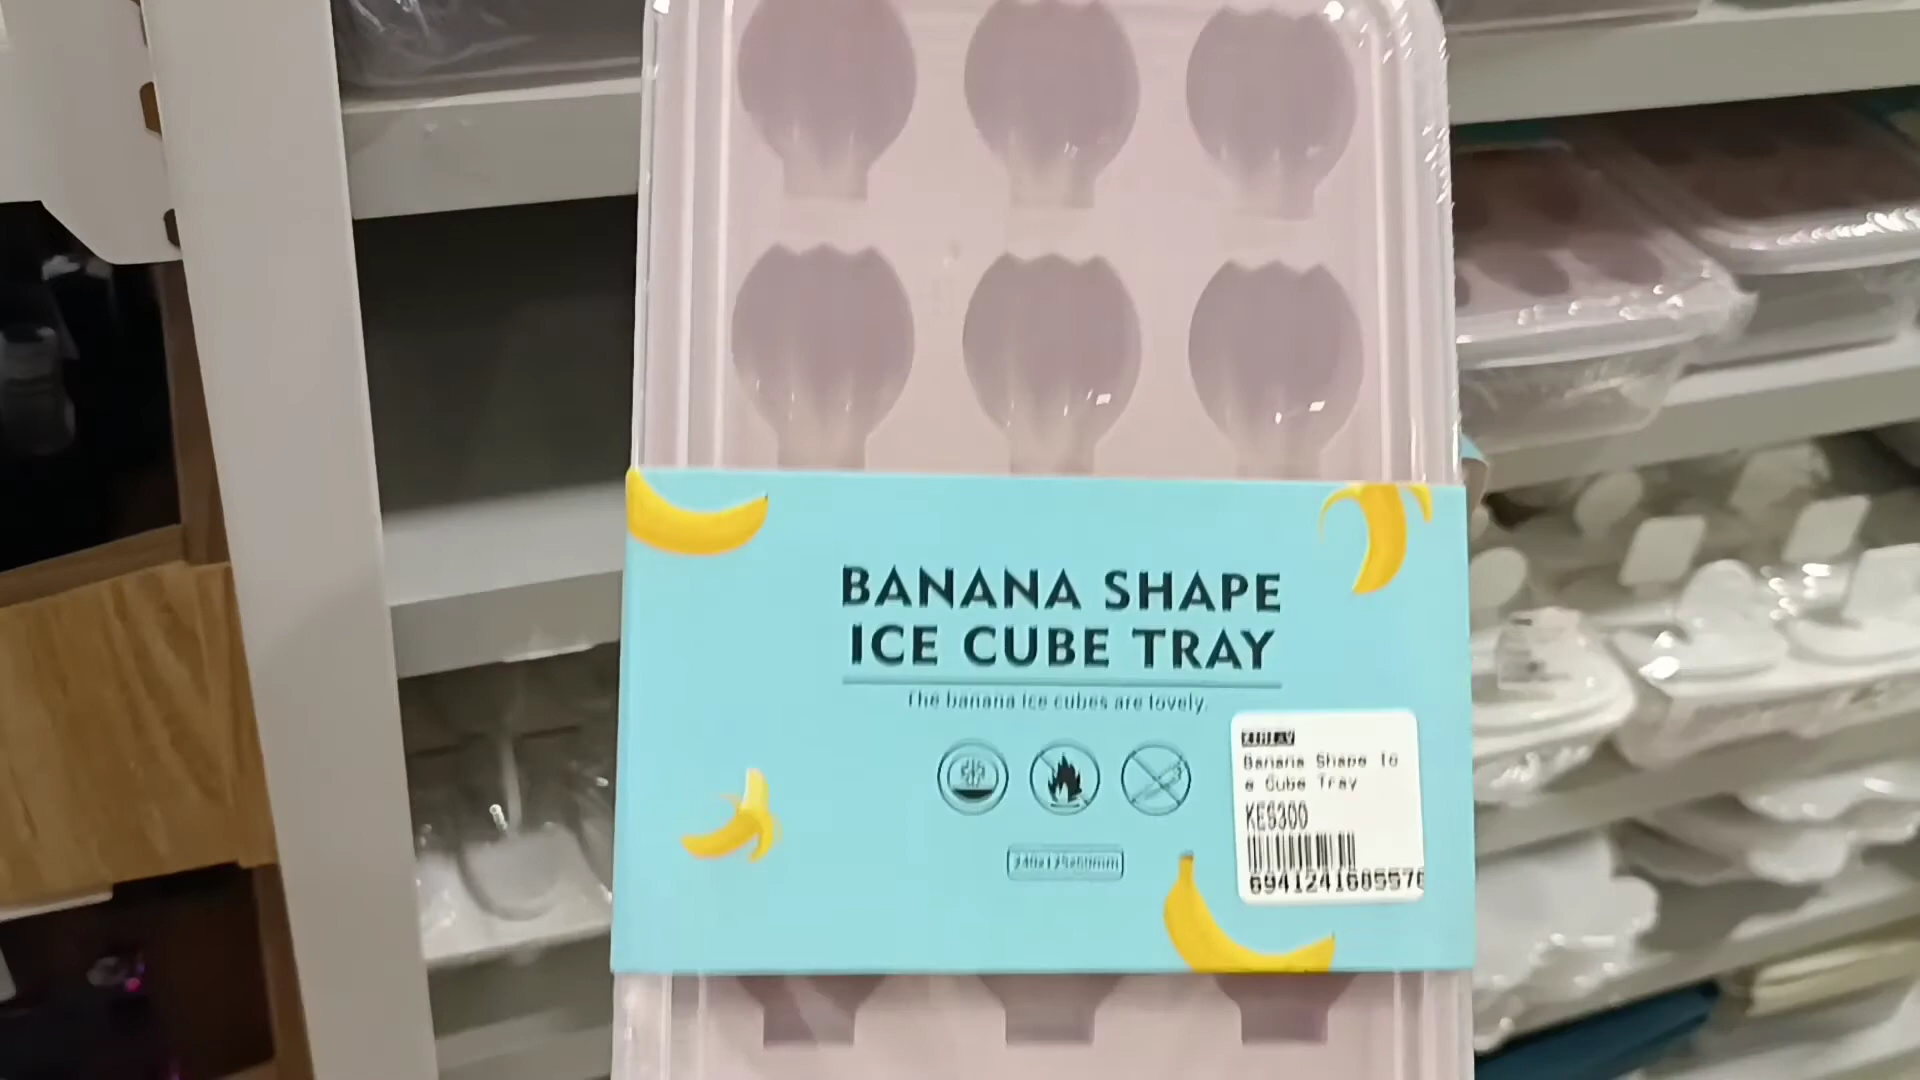 BANANA SHAPE
ICE CUBE TRAY
The banana ice cubes are lovely.
Banana Shape Ic
e Cube Tray
KES300